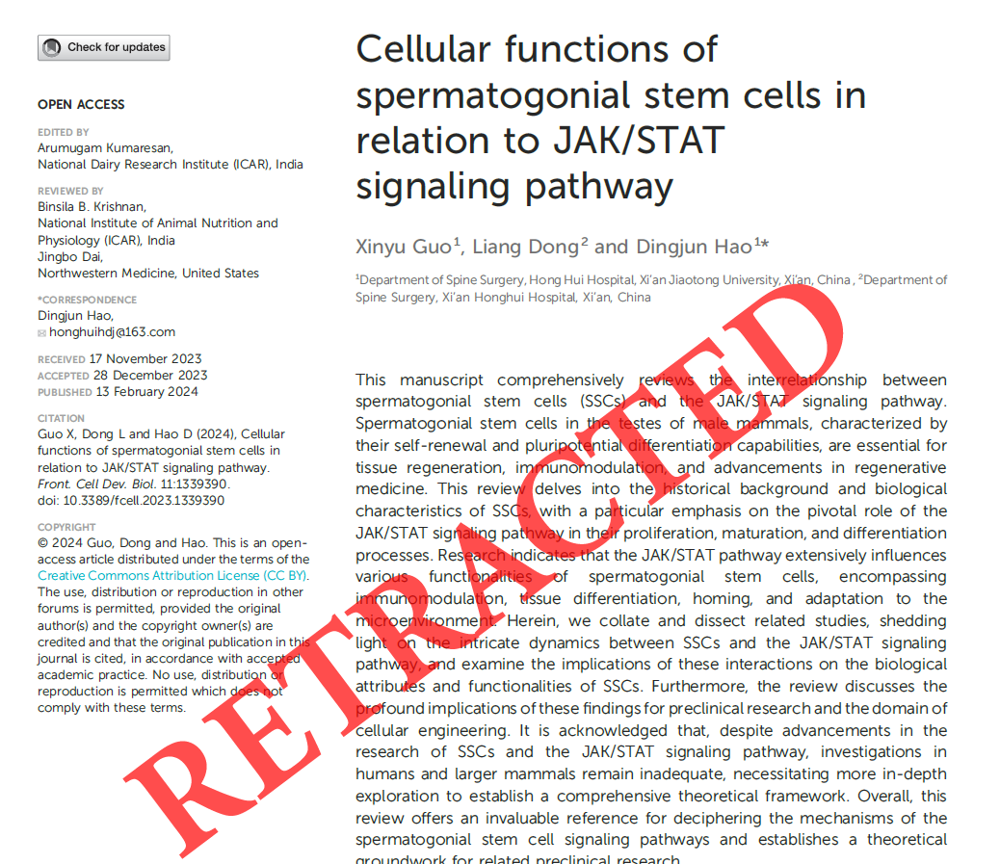 Check for updates
OPEN ACCESS
EDITED BY
Arumugam Kumaresan,
National Dairy Research Institute (ICAR), India
REVIEWED BY
Binsila B. Krishnan,
National Institute of Animal Nutrition and
Physiology (ICAR), India
Jingbo Dai,
Northwestern Medicine, United States
*CORRESPONDENCE
Dingjun Hao,
honghuihdj@163.com
RECEIVED 17 November 2023
ACCEPTED 28 December 2023
PUBLISHED 13 February 2024
CITATION
Guo X, Dong L and Hao D (2024), Cellular
functions of spermatogonial stem cells in
relation to JAK/STAT signaling pathway.
Front. Cell Dev. Biol. 11:1339390.
doi: 10.3389/fcell.2023.1339390
COPYRIGHT
© 2024 Guo, Dong and Hao. This is an open-
access article distributed under the terms of the
Creative Commons Attribution License (CC BY).
The use, distribution or reproduction in other
forums is permitted, provided the original
author(s) and the copyright owner(s) are
credited and that the original publication in this
journal is cited, in accordance with accepted
academic practice. No use, distribution or
reproduction is permitted which does not
comply with these terms.
Cellular functions of
spermatogonial stem cells in
relation to JAK/STAT
signaling pathway
Xinyu Guo1, Liang Dong2 and Dingjun Hao1*
1Department of Spine Surgery, Hong Hui Hospital, Xi'an Jiaotong University, Xi'an, China, 2Department of
Spine Surgery, Xi'an Honghui Hospital, Xi'an, China
This manuscript comprehensively reviews the interrelationship between
spermatogonial stem cells (SSCs) and the JAK/STAT signaling pathway.
Spermatogonial stem cells in the testes of male mammals, characterized by
their self-renewal and pluripotential differentiation capabilities, are essential for
tissue regeneration, immunomodulation, and advancements in regenerative
medicine. This review delves into the historical background and biological
characteristics of SSCs, with a particular emphasis on the pivotal role of the
JAK/STAT signaling pathway in their proliferation, maturation, and differentiation
processes. Research indicates that the JAK/STAT pathway extensively influences
various functionalities of spermatogonial stem cells, encompassing
immunomodulation, tissue differentiation, homing, and adaptation to the
microenvironment. Herein, we collate and dissect related studies, shedding
light on the intricate dynamics between SSCs and the JAK/STAT signaling
pathway, and examine the implications of these interactions on the biological
attributes and functionalities of SSCs. Furthermore, the review discusses the
profound implications of these findings for preclinical research and the domain of
cellular engineering. It is acknowledged that, despite advancements in the
research of SSCs and the JAK/STAT signaling pathway, investigations in
humans and larger mammals remain inadequate, necessitating more in-depth
exploration to establish a comprehensive theoretical framework. Overall, this
review offers an invaluable reference for deciphering the mechanisms of the
spermatogonial stem cell signaling pathways and establishes a theoretical
groundwork for related preclinical research.
RETRACTED